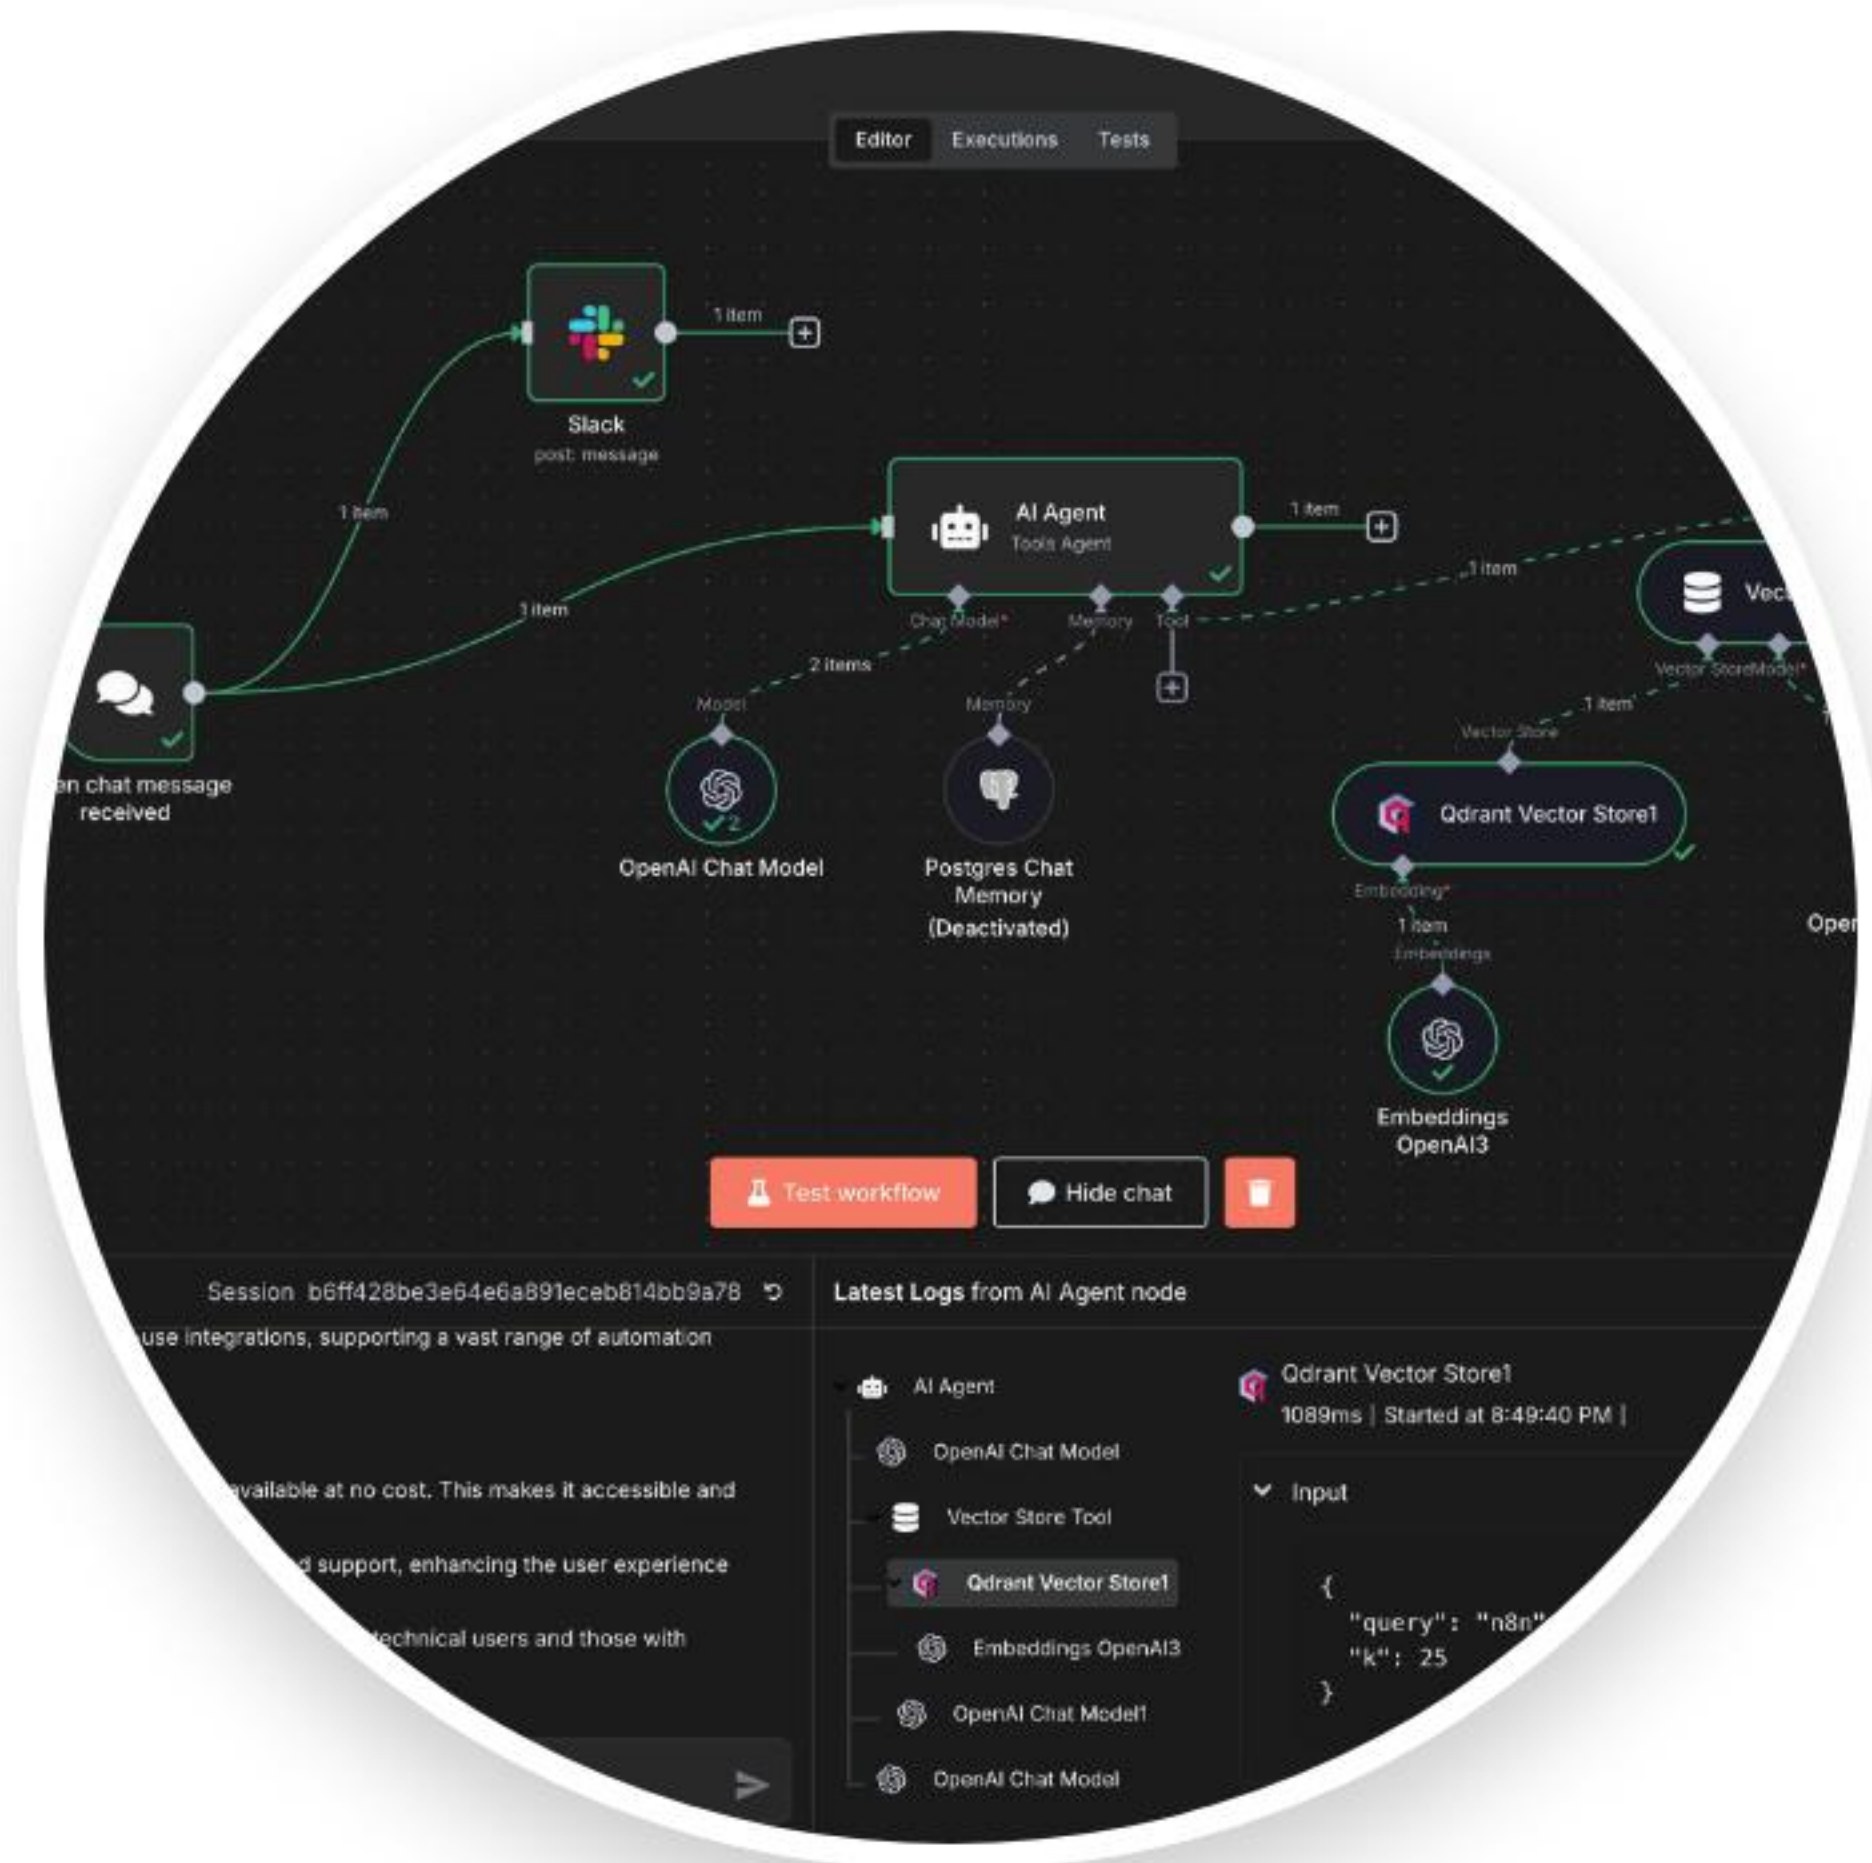 Editor Executions Tests
1 item
Slack
post: message
1 item
AI Agent
Tools Agent
1 item
1 item
1 item
Chat Model*
Memory
Tool
2 items
Vector Store
Model*
Model
Memory
1 item
Vector Store
chat message
received
Qdrant Vector Store1
2
OpenAI Chat Model
Postgres Chat
Memory
(Deactivated)
Embedding*
1 item
Embeddings
Embeddings
OpenAI3
Test workflow
Hide chat
Session b6ff428be3e64e6a891eceb814bb9a78
use integrations, supporting a vast range of automation
available at no cost. This makes it accessible and
support, enhancing the user experience
technical users and those with
Latest Logs from AI Agent node
AI Agent
OpenAI Chat Model
Vector Store Tool
Qdrant Vector Store1
Embeddings OpenAI3
OpenAI Chat Model1
OpenAI Chat Model
Qdrant Vector Store1
1089ms | Started at 8:49:40 PM |
Input
{
"query": "n8n"
"k": 25
}